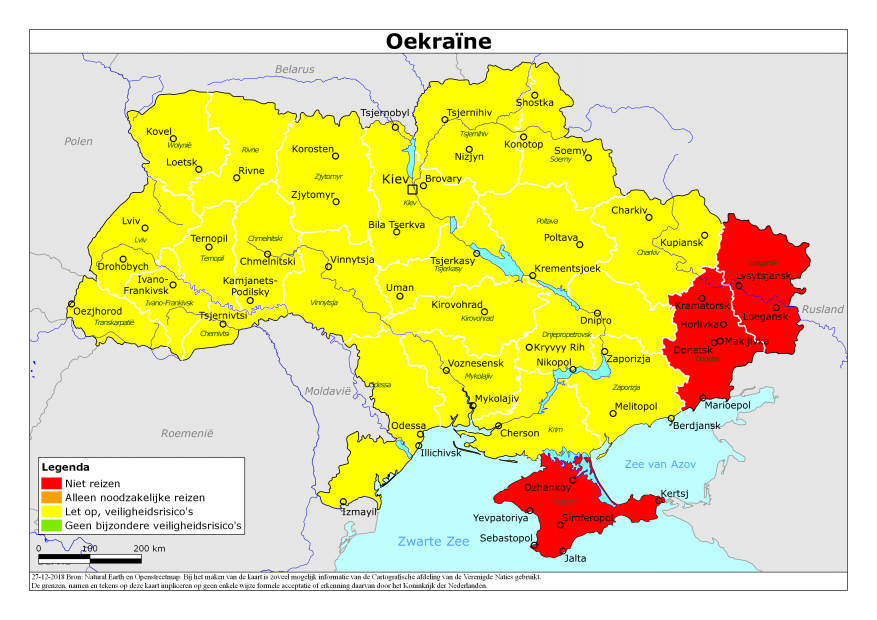 Oekraïne
Belarus
Polen
Rusland
Moldavië
Roemenië
Zwarte Zee
Zee van Azov
Shostka
Tsjernobyl
Tsjernihiv
Tsjernihiv
Kovel
Wolynië
Loetsk
Rivne
Rivne
Korosten
Zjytomyr
Zjytomyr
Nizjyn
Konotop
Soemy
Soemy
Kiev
Brovary
Kiev
Bila Tserkva
Lviv
Lviv
Ternopil
Ternopil
Chmelnitski
Chmelnitski
Vinnytsja
Vinnytsja
Drohobych
Ivano-
Frankivsk
Ivano-Frankivsk
Kamjanets-
Podilsky
Oezjhorod
Transkarpatië
Tsjernivtsi
Chernivtsi
Uman
Tsjerkasy
Tsjerkasy
Poltava
Poltava
Krementsjoek
Charkiv
Charkiv
Kupiansk
Loegansk
Lysytsjansk
Kramatorsk
Loegansk
Horlivka
Donetsk
Makijivka
Donetsk
Kirovohrad
Kirovohrad
Dnipro
Dnjepropetrovsk
Kryvyy Rih
Nikopol
Zaporizja
Zaporizja
Voznesensk
Mykolajiv
Mykolajiv
Odessa
Odessa
Melitopol
Marioepol
Berdjansk
Cherson
Krim
Illichivsk
Izmayil
Dzhankoy
Kertsj
Yevpatoriya
Simferopol
Sebastopol
Jalta
Legenda
Niet reizen
Alleen noodzakelijke reizen
Let op, veiligheidsrisico's
Geen bijzondere veiligheidsrisico's
0 100 200 km
27-12-2018 Bron: Natural Earth en Openstreetmap. Bij het maken van de kaart is zoveel mogelijk informatie van de Cartografische afdeling van de Verenigde Naties gebruikt.
De grenzen, namen en tekens op deze kaart impliceren op geen enkele wijze formele acceptatie of erkenning daarvan door het Koninkrijk der Nederlanden.